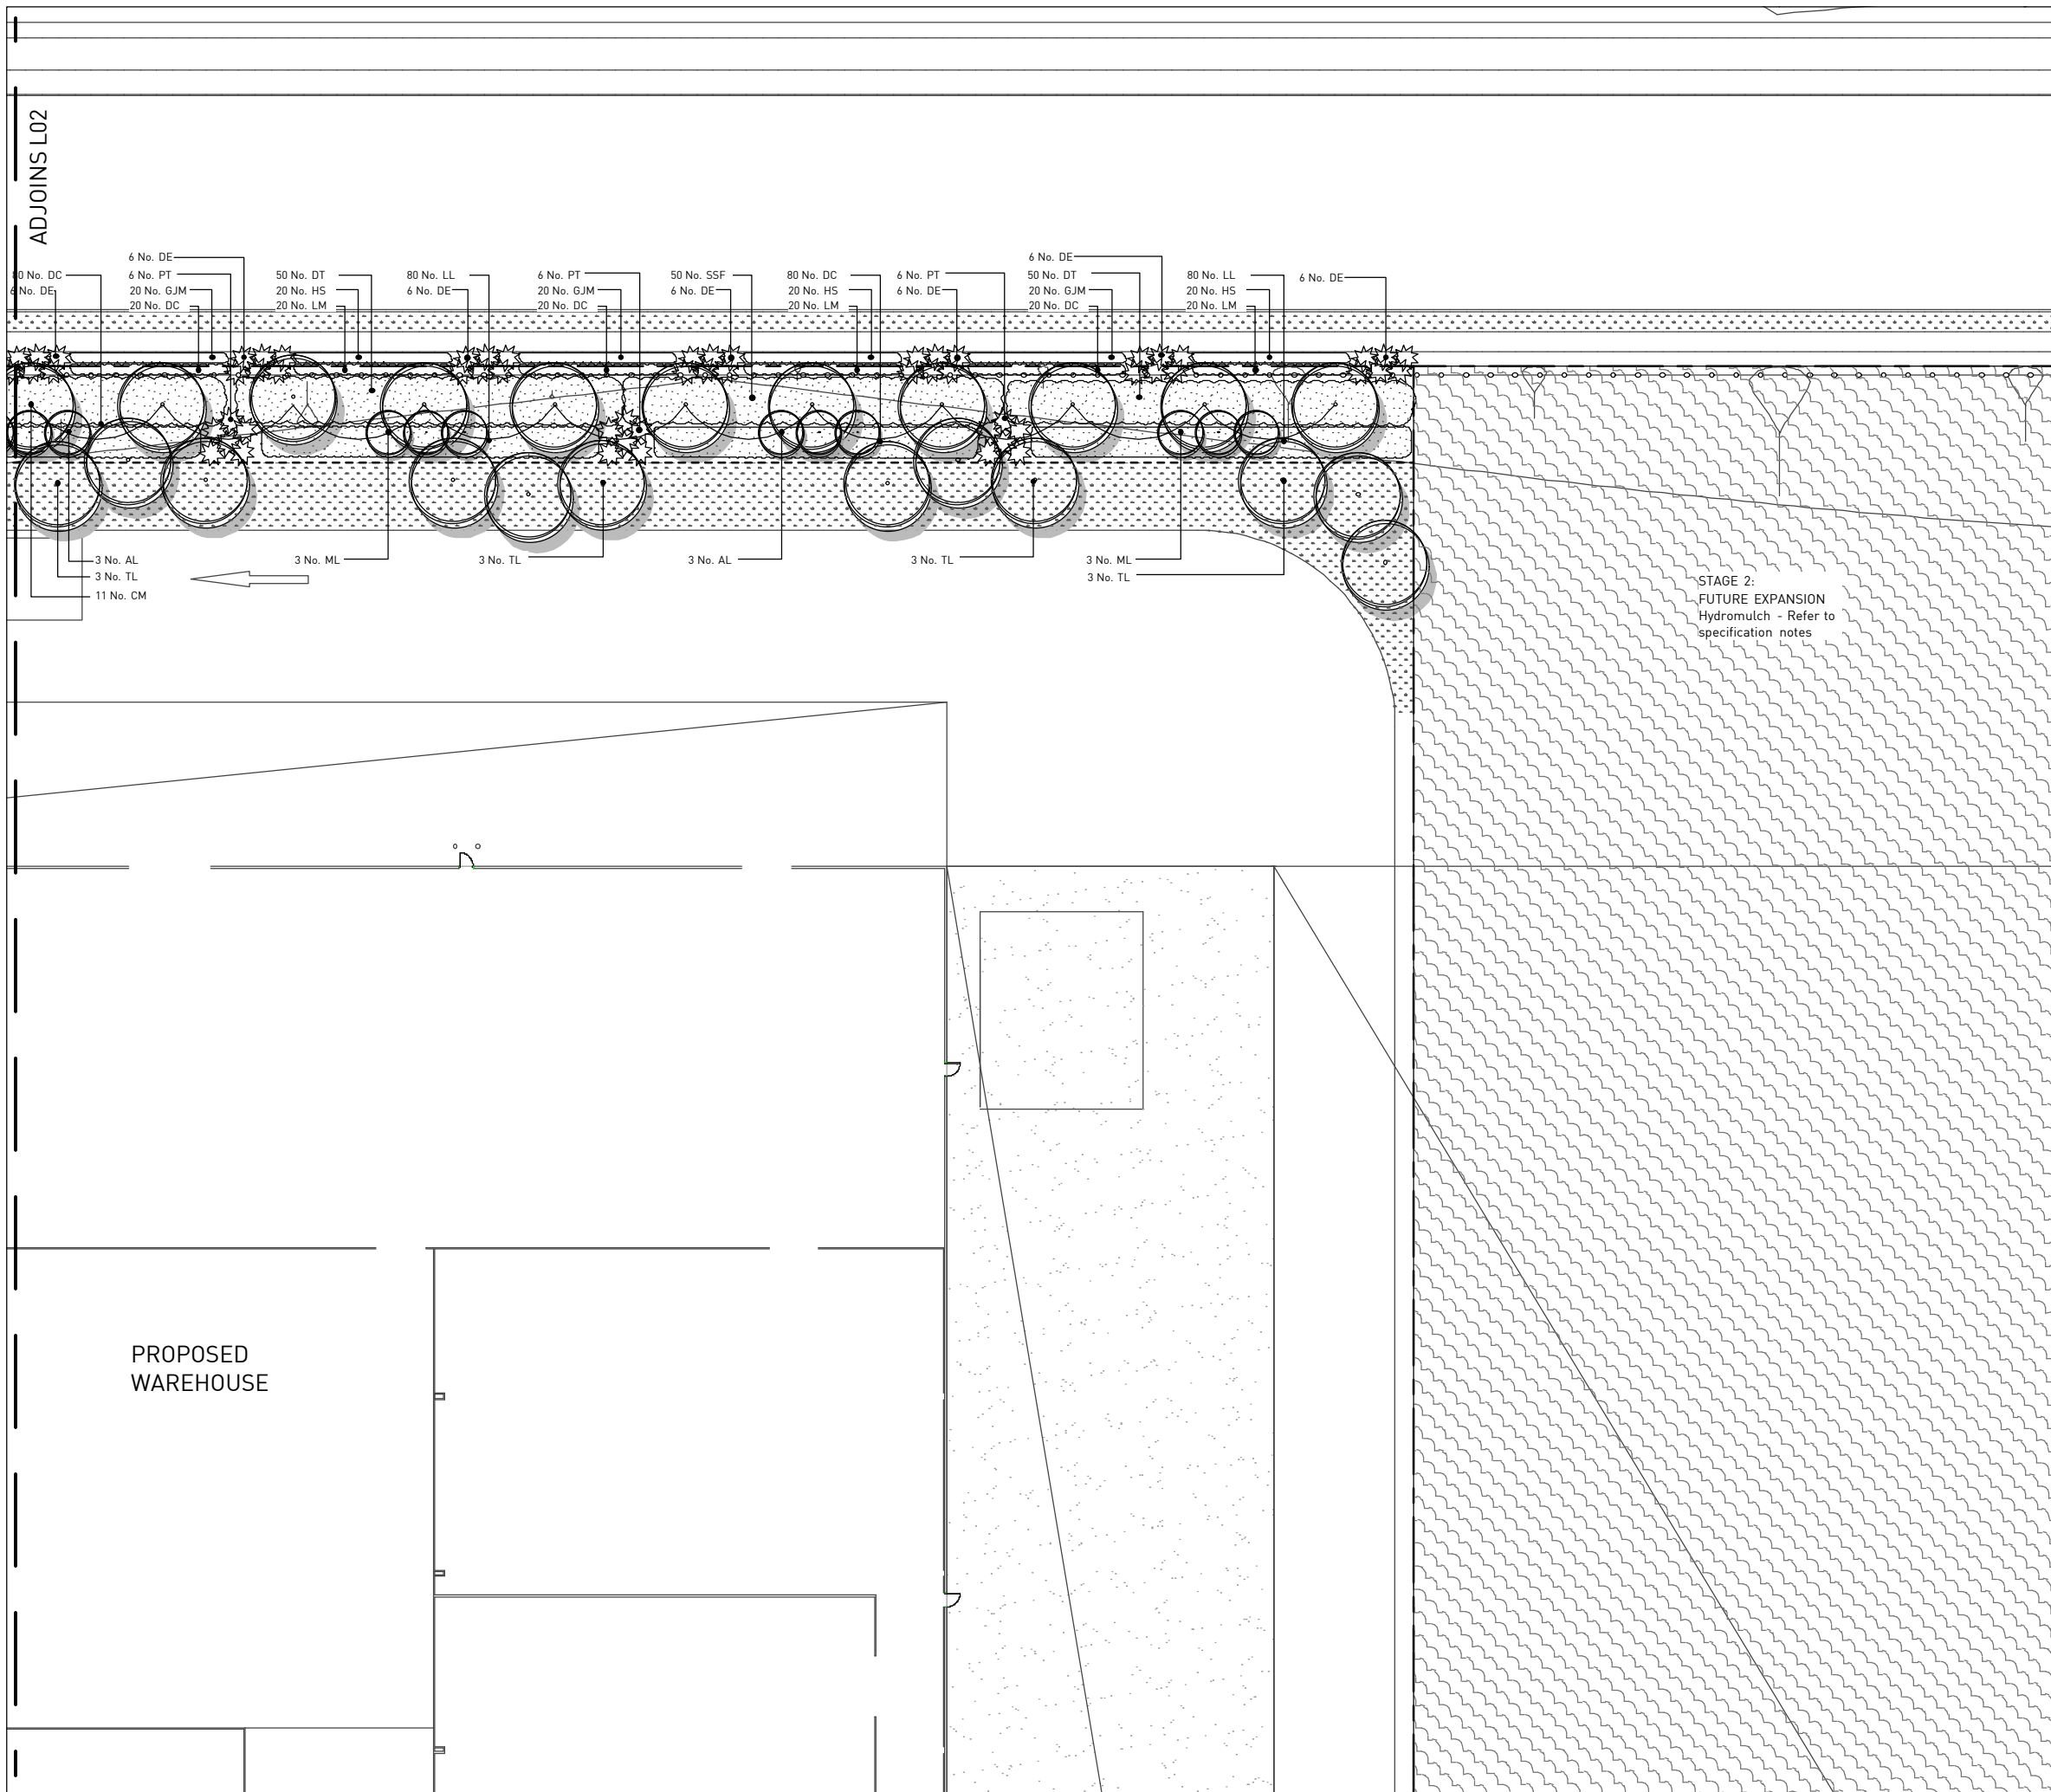 ADJOINS L02
6 No. DE
80 No. DC
6 No. PT
50 No. DT
80 No. LL
6 No. PT
50 No. SSF
80 No. DC
6 No. PT
6 No. DE
50 No. DT
80 No. LL
6 No. DE
6 No. DE
20 No. GJM
20 No. HS
6 No. DE
20 No. GJM
6 No. DE
20 No. HS
6 No. DE
20 No. GJM
20 No. HS
20 No. DC
20 No. LM
20 No. DC
20 No. LM
20 No. DC
20 No. LM
3 No. AL
3 No. ML
3 No. TL
3 No. AL
3 No. TL
3 No. ML
3 No. TL
3 No. TL
11 No. CM
STAGE 2:
FUTURE EXPANSION
Hydromulch - Refer to
specification notes
PROPOSED
WAREHOUSE